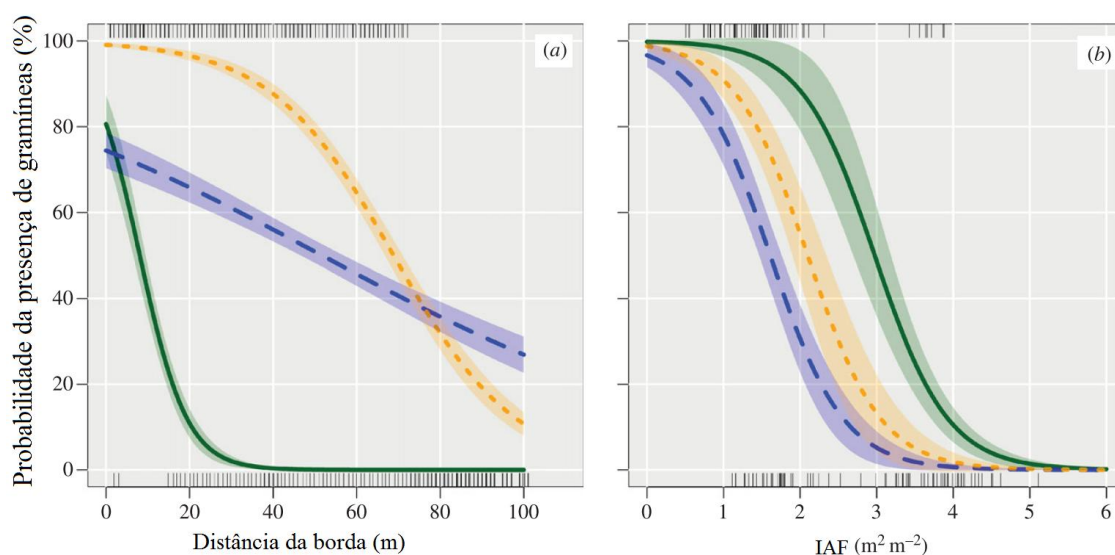 Probabilidade da presença de gramíneas (%)
100
80
60
40
20
0
(a)
0 20 40 60 80 100
Distância da borda (m)
(b)
0 1 2 3 4 5 6
IAF (m² m⁻²)